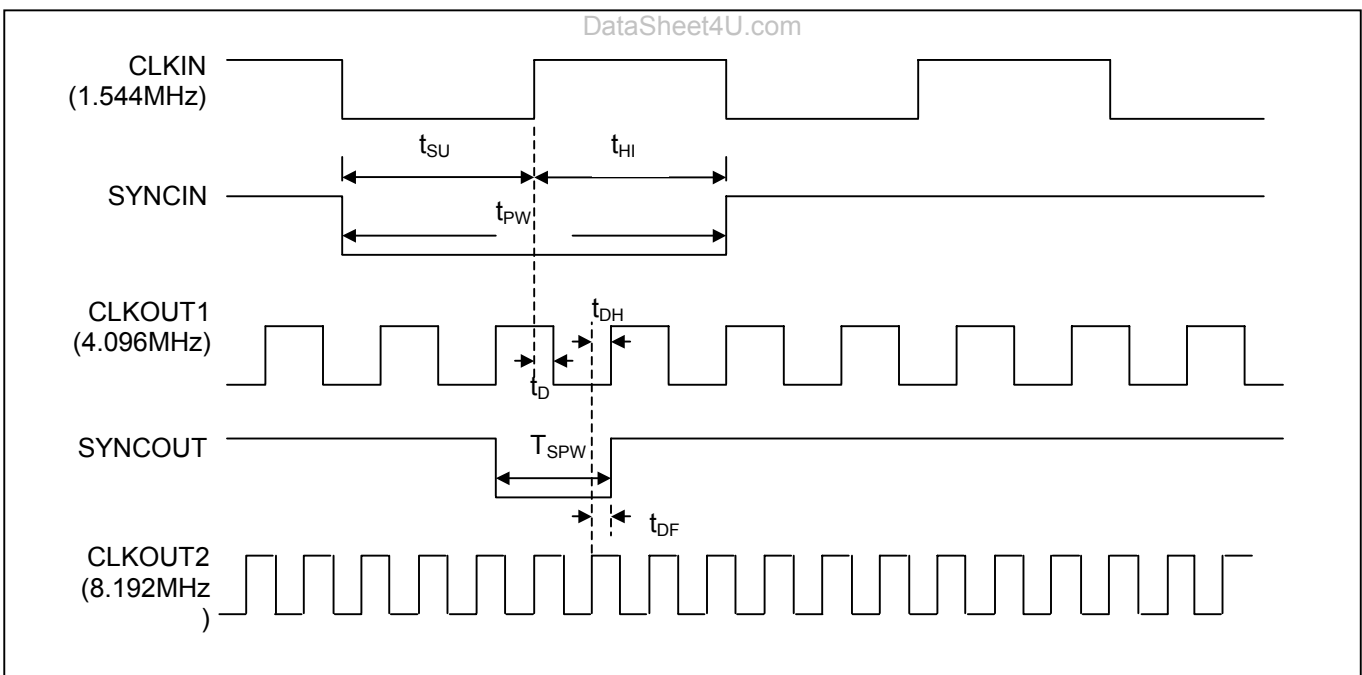 DataSheet4U.com
CLKIN
(1.544MHz)
tSU
tHI
SYNCIN
tPW
CLKOUT1
(4.096MHz)
tDH
tD
SYNCOUT
TSPW
tDF
CLKOUT2
(8.192MHz
)